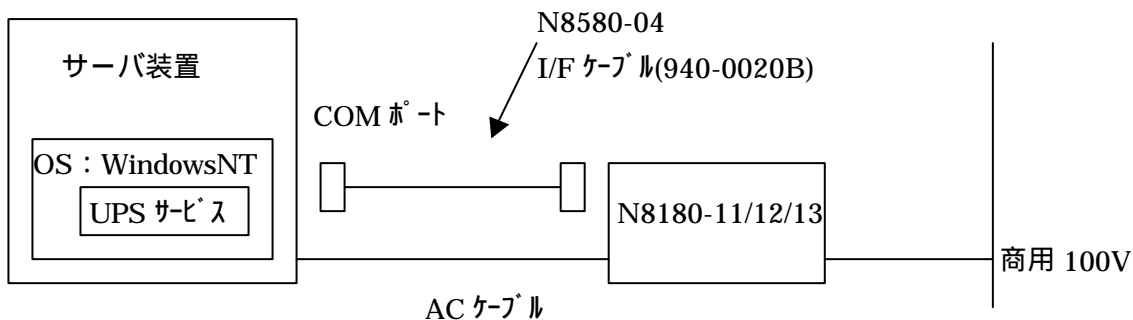 N8580-04
サーバ装置
I/F ｹｰﾌﾞﾙ(940-0020B)
COM ﾎﾟｰﾄ
OS：WindowsNT
UPS ｻｰﾋﾞｽ
N8180-11/12/13
商用 100V
AC ｹｰﾌﾞﾙ